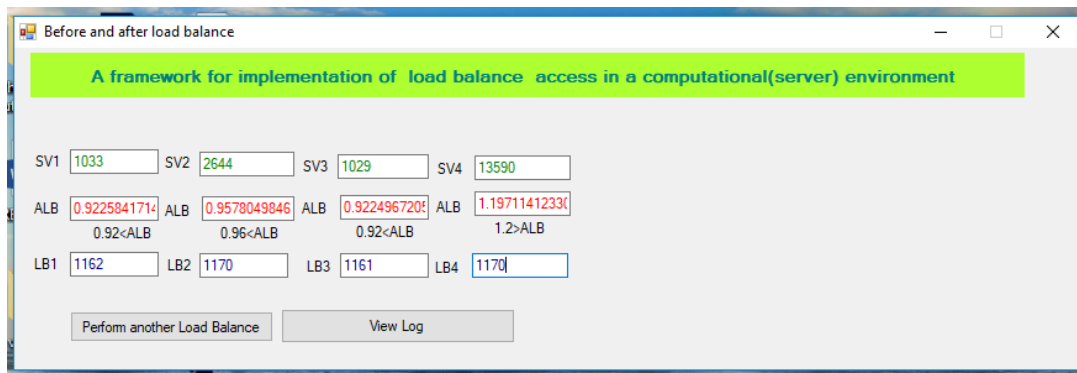 Before and after load balance
A framework for implementation of load balance access in a computational(server) environment
SV1 1033 SV2 2644 SV3 1029 SV4 13590
ALB 0.9225841714 ALB 0.9578049846 ALB 0.922496720 ALB 1.1971141233
0.92<ALB 0.96<ALB 0.92<ALB 1.2>ALB
LB1 1162 LB2 1170 LB3 1161 LB4 1170
Perform another Load Balance View Log